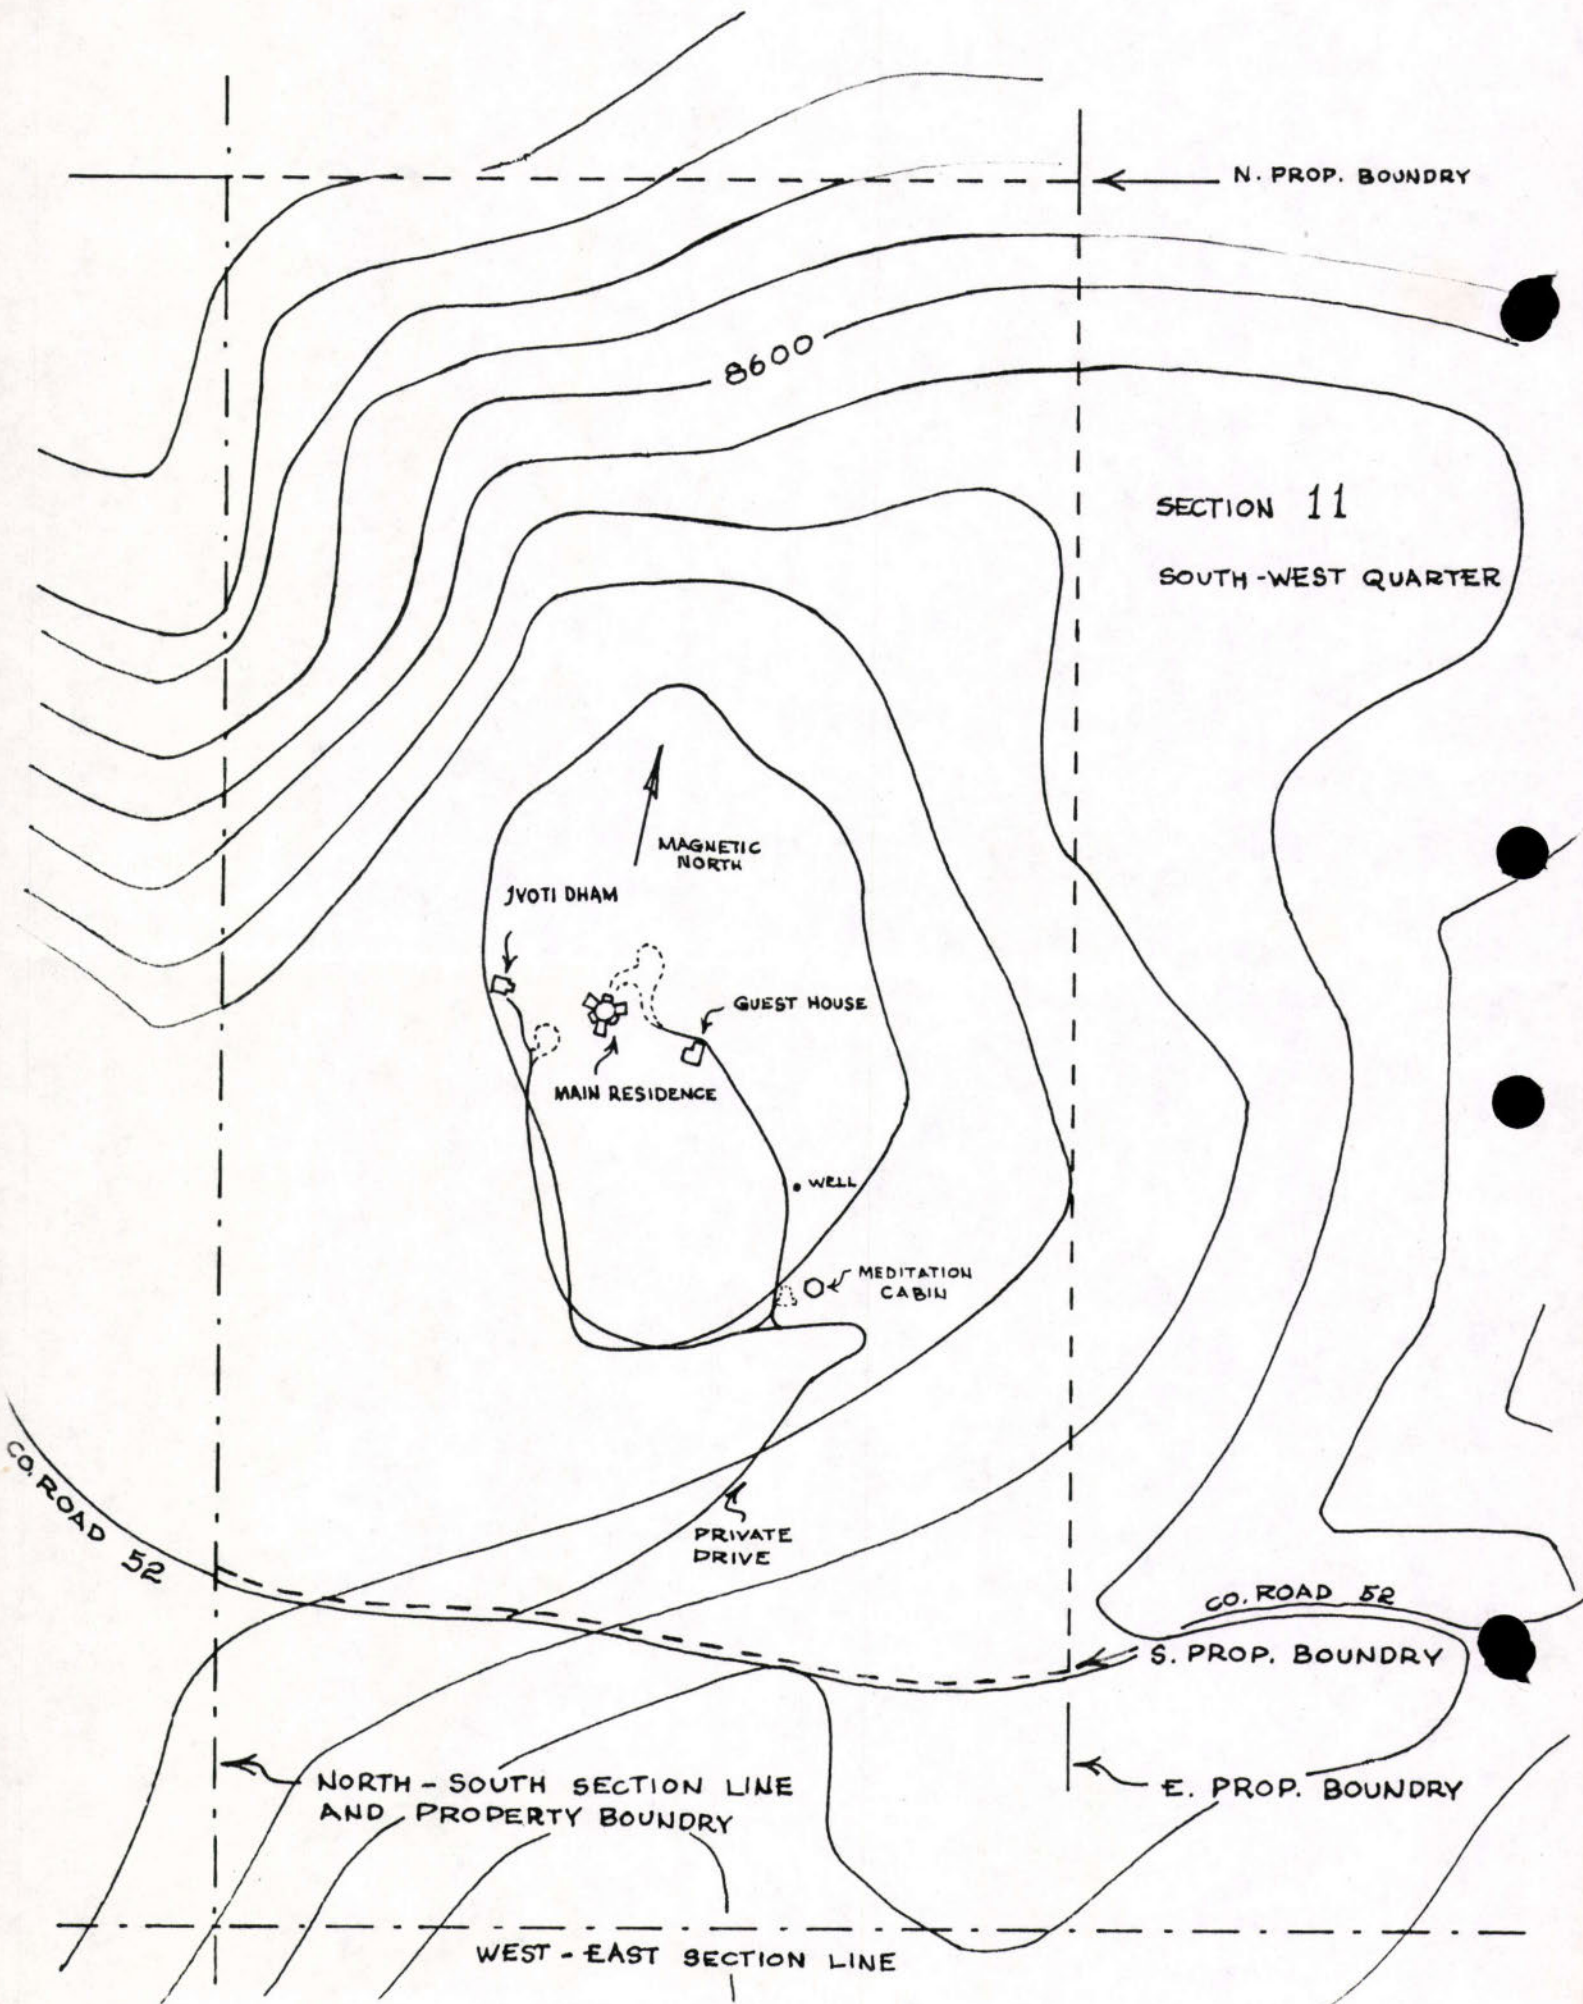 N. PROP. BOUNDRY
8600
SECTION 11
SOUTH-WEST QUARTER
MAGNETIC
NORTH
JYOTI DHAM
GUEST HOUSE
MAIN RESIDENCE
WELL
MEDITATION
CABIN
CO. ROAD 52
PRIVATE
DRIVE
CO. ROAD 52
S. PROP. BOUNDRY
NORTH - SOUTH SECTION LINE
AND PROPERTY BOUNDRY
E. PROP. BOUNDRY
WEST - EAST SECTION LINE